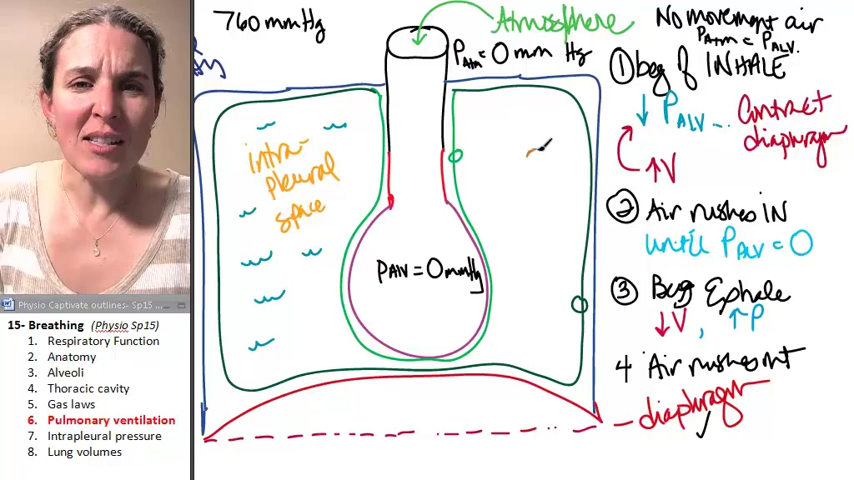 760 mmHg
Atmosphere
PAtm = 0 mm Hg
intra-
pleural
space
PAlv = 0 mmHg
No movement air
PAtm = PALV.
① beg of INHALE
↓ PALV...
Contract
diaphragm
↑V
② Air rushes IN
until PALV = 0
③ Beg Exhale
↓V, ↑P
4 Air rushes out
diaphragm
Physio Captivate outlines- Sp15
15- Breathing (Physio Sp15)
1. Respiratory Function
2. Anatomy
3. Alveoli
4. Thoracic cavity
5. Gas laws
6. Pulmonary ventilation
7. Intrapleural pressure
8. Lung volumes